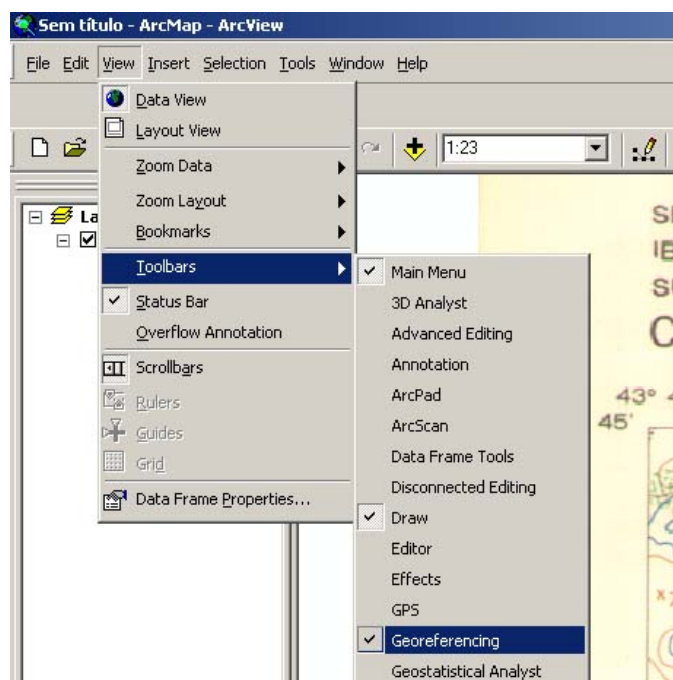 Sem título - ArcMap - ArcView
File Edit View Insert Selection Tools Window Help
Data View
Layout View
1:23
Zoom Data
Zoom Layout
Bookmarks
Toolbars
Status Bar
Overflow Annotation
Scrollbars
Rulers
Guides
Grid
Data Frame Properties...
Main Menu
3D Analyst
Advanced Editing
Annotation
ArcPad
ArcScan
Data Frame Tools
Disconnected Editing
Draw
Editor
Effects
GPS
Georeferencing
Geostatistical Analyst
La
43°
45'